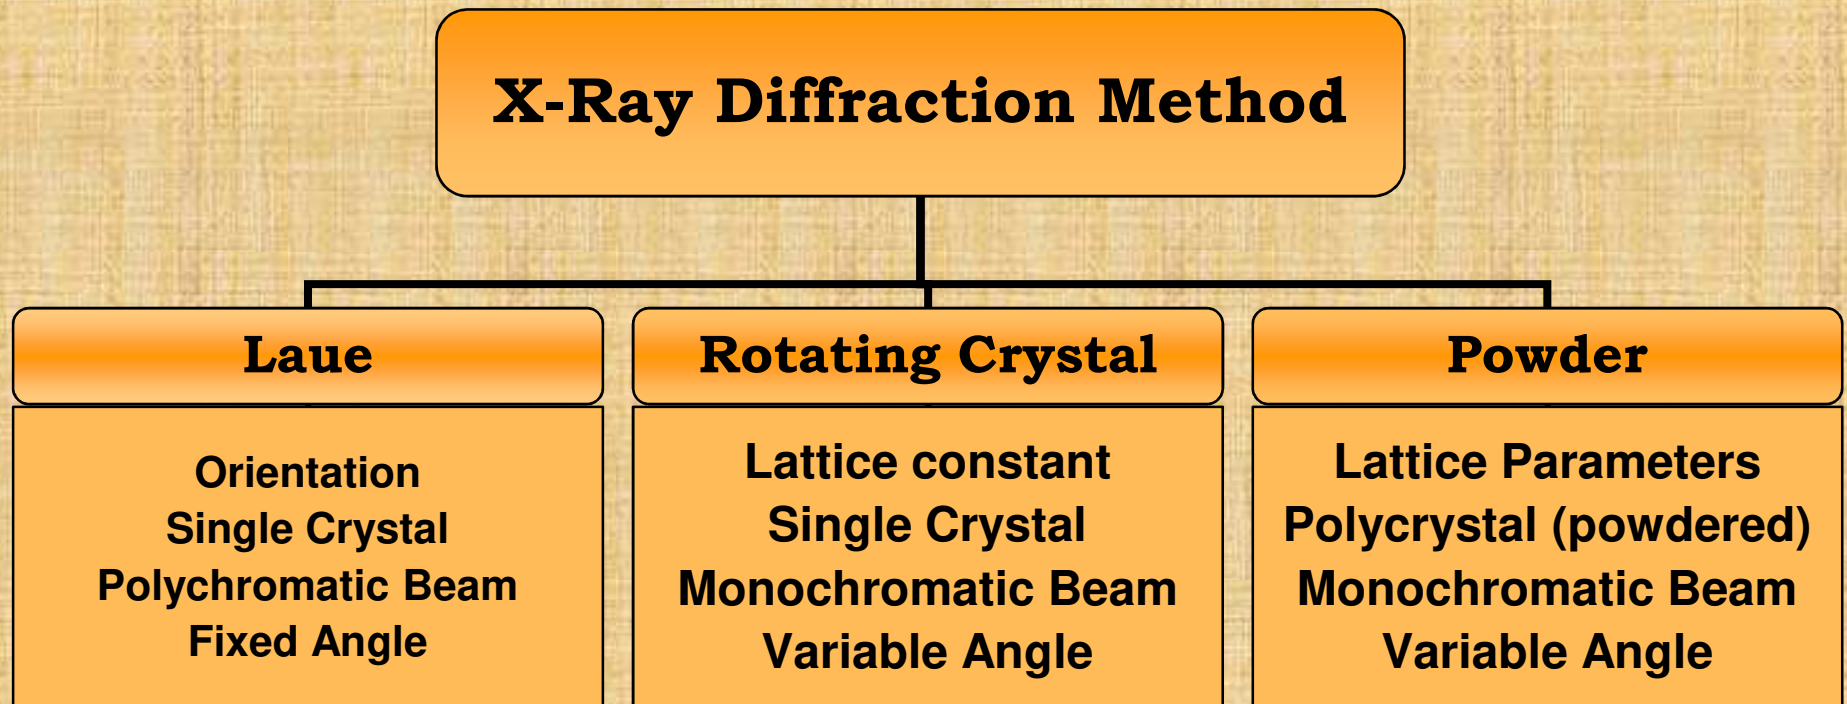 X-Ray Diffraction Method
Laue
Orientation
Single Crystal
Polychromatic Beam
Fixed Angle
Rotating Crystal
Lattice constant
Single Crystal
Monochromatic Beam
Variable Angle
Powder
Lattice Parameters
Polycrystal (powdered)
Monochromatic Beam
Variable Angle